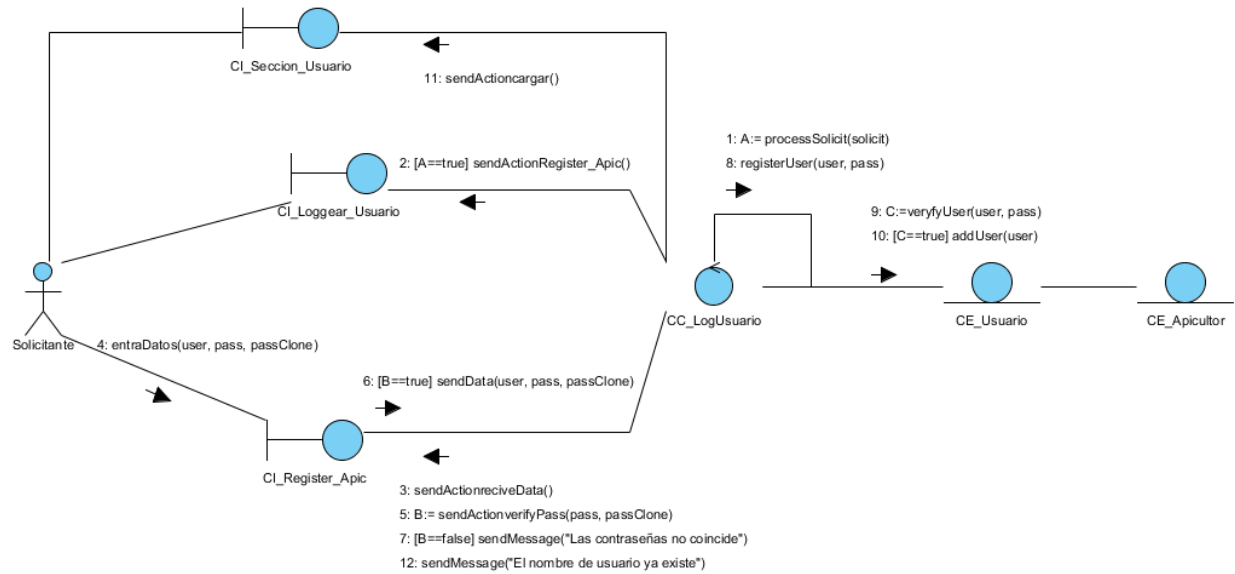 CI_Seccion_Usuario
11: sendActioncargar()
1: A:= processSolicit(solicit)
8: registerUser(user, pass)
2: [A==true] sendActionRegister_Apic()
CI_Loggear_Usuario
9: C:=veryfyUser(user, pass)
10: [C==true] addUser(user)
CC_LogUsuario
CE_Usuario
CE_Apicultor
Solicitante
4: entraDatos(user, pass, passClone)
6: [B==true] sendData(user, pass, passClone)
CI_Register_Apic
3: sendActionreciveData()
5: B:= sendActionverifyPass(pass, passClone)
7: [B==false] sendMessage("Las contraseñas no coincide")
12: sendMessage("El nombre de usuario ya existe")